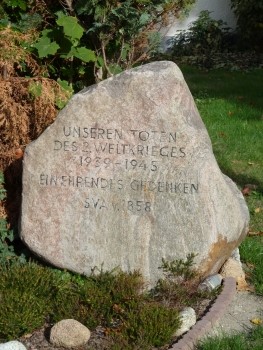 UNSEREN TOTEN
DES 2. WELTKRIEGES
1939-1945
EIN EHRENDES GEDENKEN
SVA V. 1858